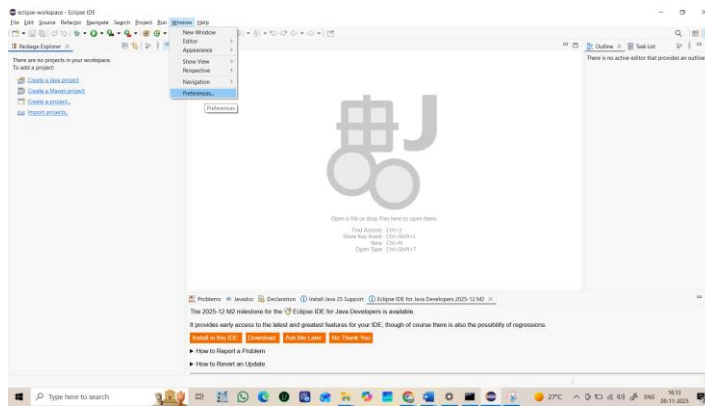 eclipse-workspace - Eclipse IDE
File Edit Source Refactor Navigate Search Project Run Window Help
New Window
Editor
Appearance
Show View
Perspective
Navigation
Preferences...
Preferences
Package Explorer
There are no projects in your workspace.
To add a project:
Create a Java project
Create a Maven project
Create a project...
Import projects...
Outline Task List
There is no active editor that provides an outline
Open a file or drop files here to open them.
Find Actions Ctrl+3
Show Key Assist Ctrl+Shift+L
New Ctrl+N
Open Type Ctrl+Shift+T
Problems Javadoc Declaration Install Java 25 Support Eclipse IDE for Java Developers 2025-12 M2
The 2025-12 M2 milestone for the Eclipse IDE for Java Developers is available.
It provides early access to the latest and greatest features for your IDE, though of course there is also the possibility of regressions.
Install in this IDE Download Ask Me Later No Thank You
How to Report a Problem
How to Revert an Update
Type here to search
27°C ENG 16:13
09-11-2025